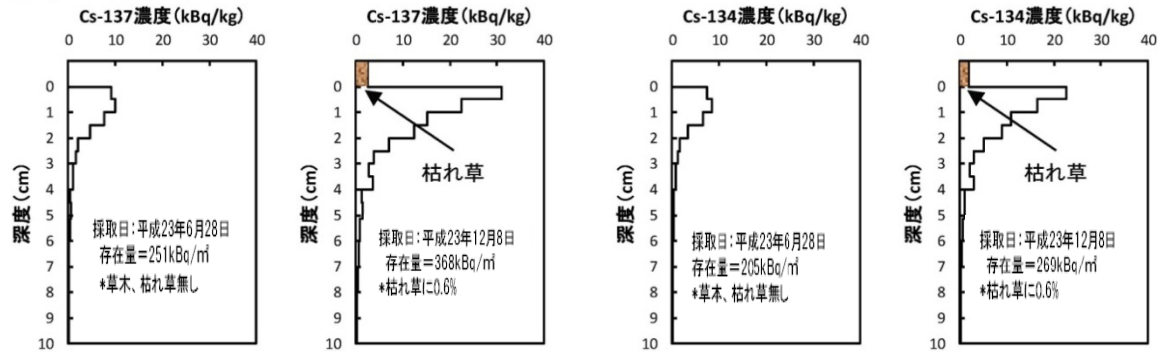 Cs-137濃度(kBq/kg)
0 10 20 30 40
深度(cm)
0
1
2
3
4
5
6
7
8
9
10
採取日:平成23年6月28日
存在量=251kBq/㎡
*草木、枯れ草無し
Cs-137濃度(kBq/kg)
0 10 20 30 40
深度(cm)
0
1
2
3
4
5
6
7
8
9
10
枯れ草
採取日:平成23年12月8日
存在量=368kBq/㎡
*枯れ草に0.6%
Cs-134濃度(kBq/kg)
0 10 20 30 40
深度(cm)
0
1
2
3
4
5
6
7
8
9
10
採取日:平成23年6月28日
存在量=205kBq/㎡
*草木、枯れ草無し
Cs-134濃度(kBq/kg)
0 10 20 30 40
深度(cm)
0
1
2
3
4
5
6
7
8
9
10
枯れ草
採取日:平成23年12月8日
存在量=269kBq/㎡
*枯れ草に0.6%